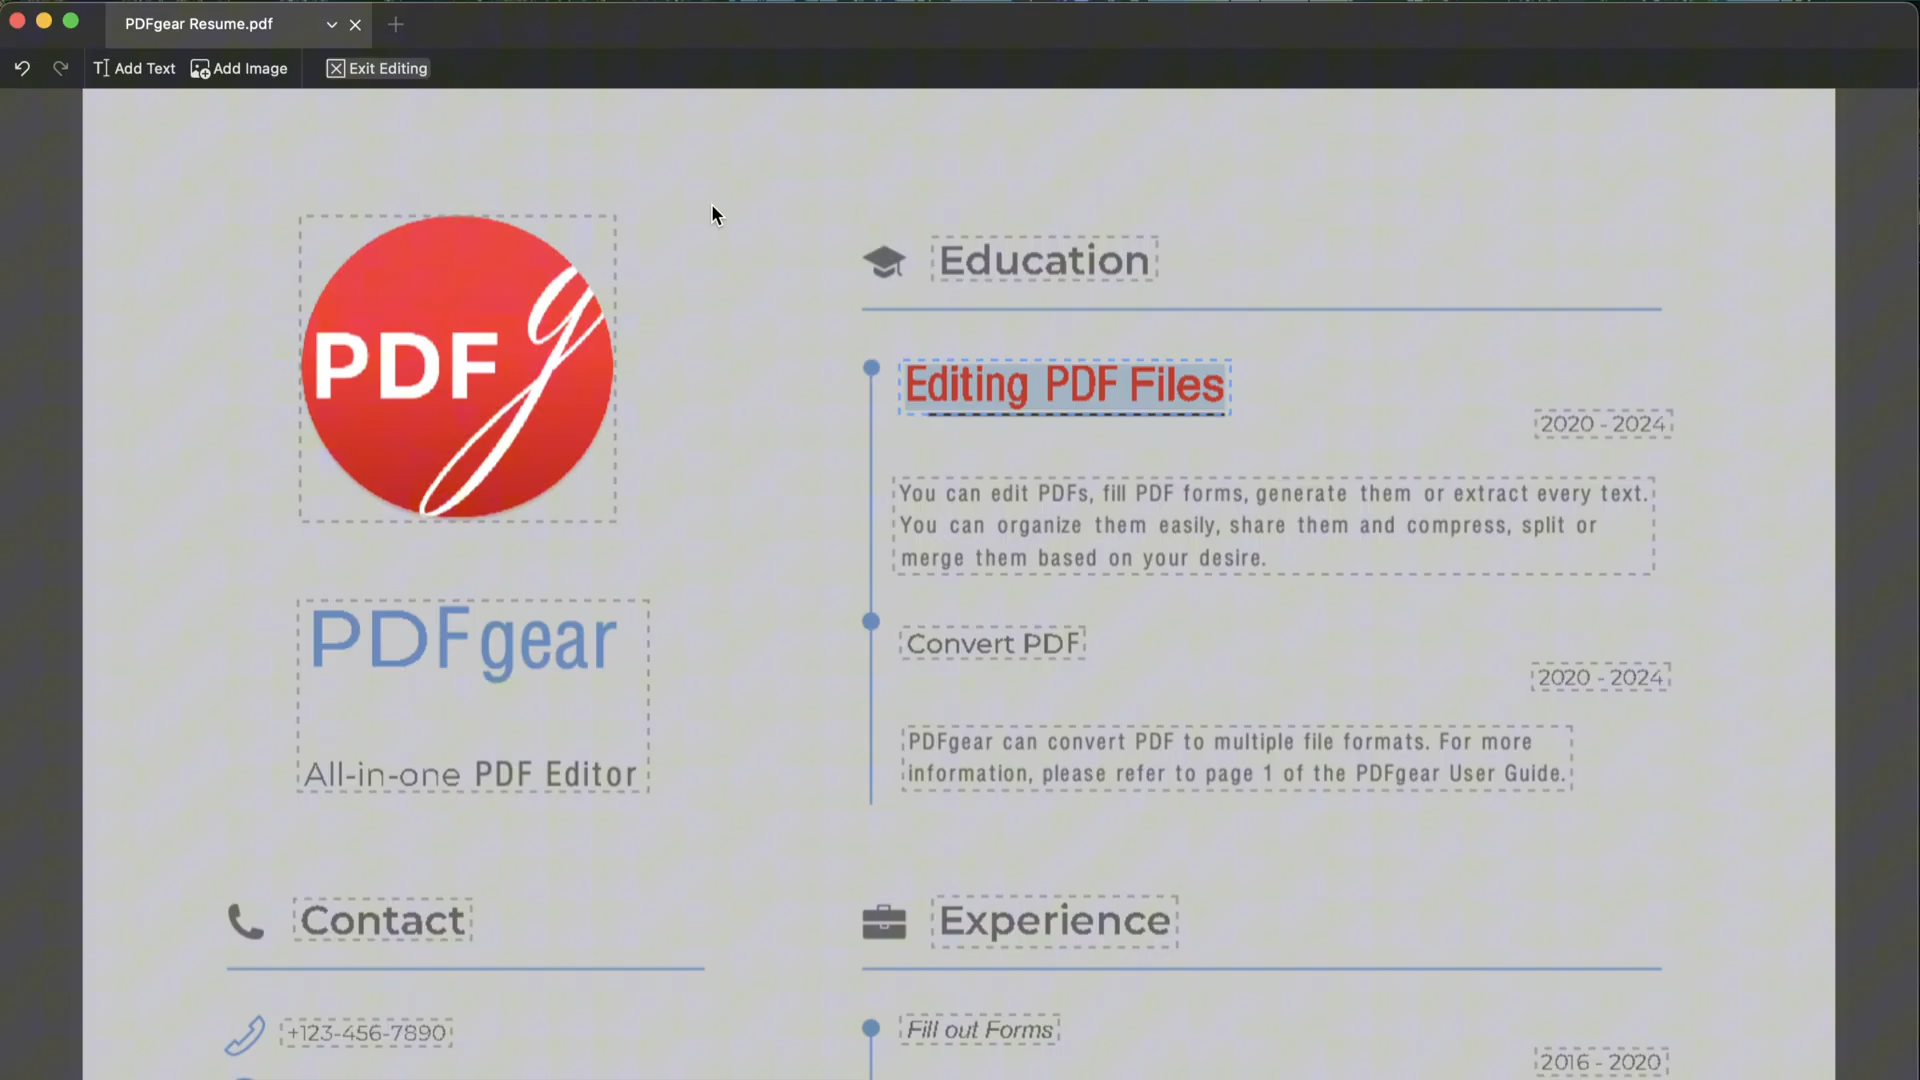 PDFgear Resume.pdf
Add Text
Add Image
Exit Editing
PDFg
Education
Editing PDF Files
2020 - 2024
You can edit PDFs, fill PDF forms, generate them or extract every text.
You can organize them easily, share them and compress, split or
merge them based on your desire.
PDFgear
All-in-one PDF Editor
Convert PDF
2020 - 2024
PDFgear can convert PDF to multiple file formats. For more
information, please refer to page 1 of the PDFgear User Guide.
Contact
Experience
+123-456-7890
Fill out Forms
2016 - 2020